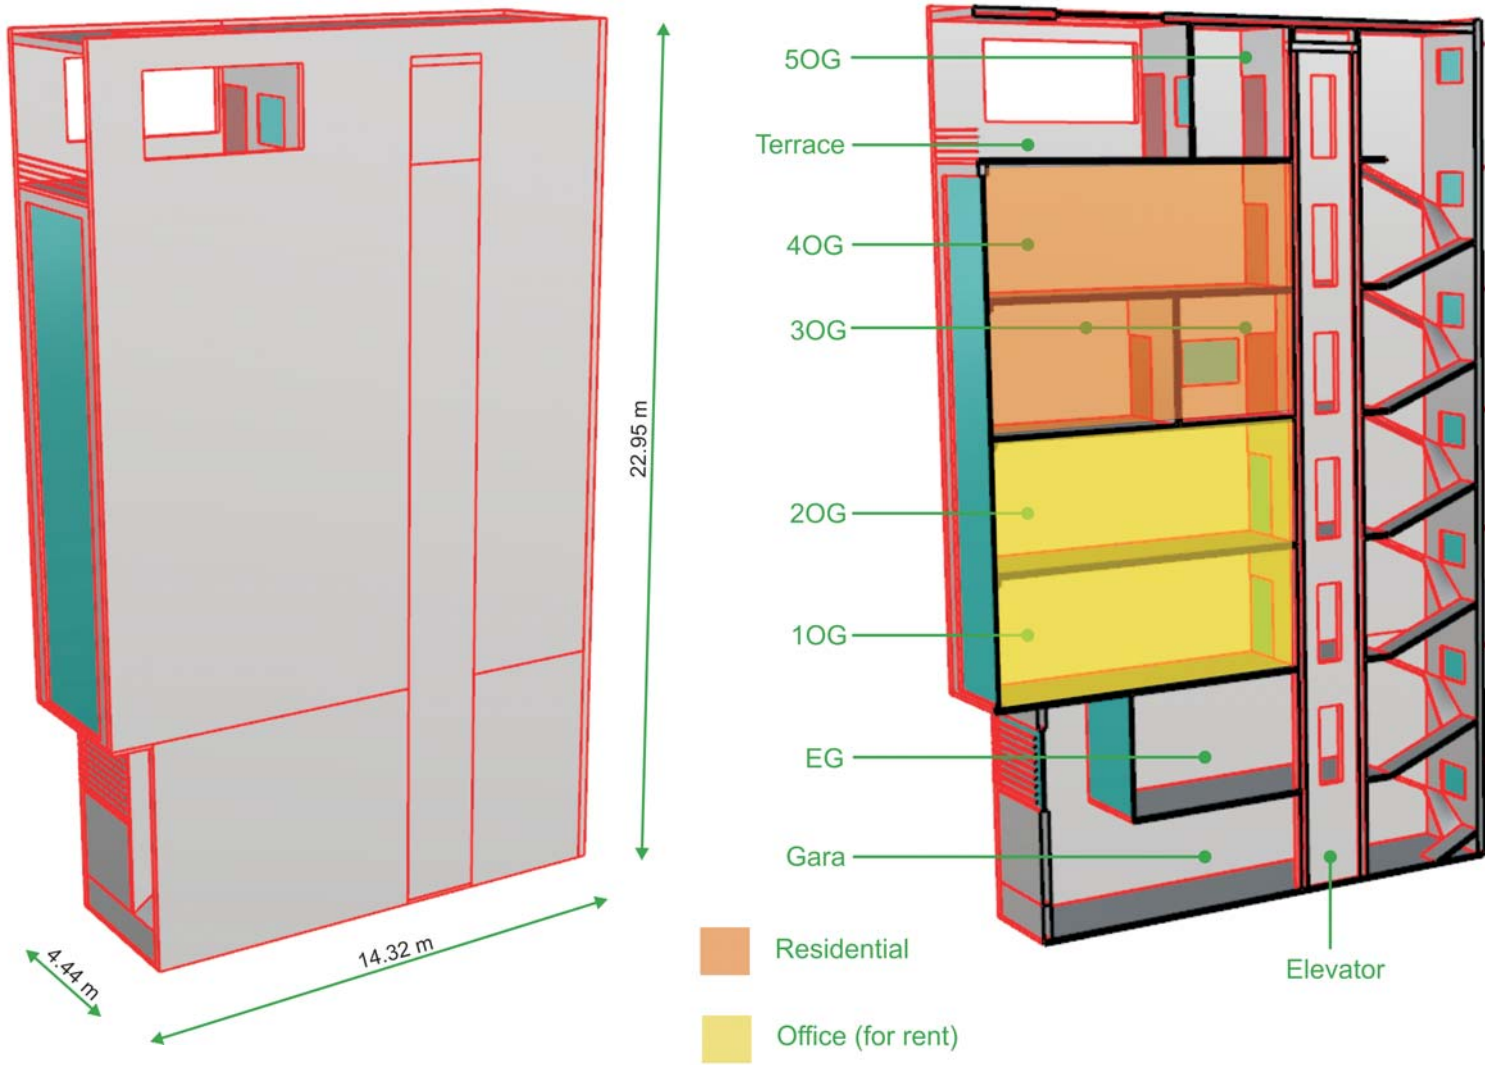 5OG
Terrace
4OG
3OG
22.95 m
2OG
1OG
EG
Gara
Elevator
4.44 m
14.32 m
Residential
Office (for rent)